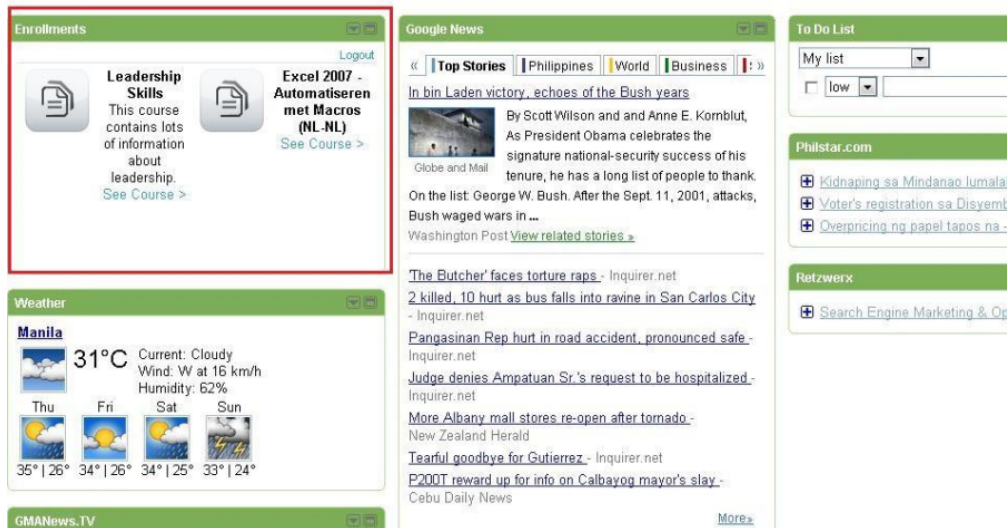 Enrollments
Logout
Leadership
Skills
This course
contains lots
of information
about
leadership.
See Course >
Excel 2007 -
Automatiseren
met Macros
(NL-NL)
See Course >
Weather
Manila
31°C
Current: Cloudy
Wind: W at 16 km/h
Humidity: 62%
Thu Fri Sat Sun
35° | 26° 34° | 26° 34° | 25° 33° | 24°
GMANews.TV
Google News
« Top Stories Philippines World Business »
In bin Laden victory, echoes of the Bush years
Globe and Mail
By Scott Wilson and and Anne E. Kornblut,
As President Obama celebrates the
signature national-security success of his
tenure, he has a long list of people to thank.
On the list: George W. Bush. After the Sept. 11, 2001, attacks,
Bush waged wars in ...
Washington Post View related stories »
'The Butcher' faces torture raps - Inquirer.net
2 killed, 10 hurt as bus falls into ravine in San Carlos City
- Inquirer.net
Pangasinan Rep hurt in road accident, pronounced safe -
Inquirer.net
Judge denies Ampatuan Sr.'s request to be hospitalized -
Inquirer.net
More Albany mall stores re-open after tornado -
New Zealand Herald
Tearful goodbye for Gutierrez - Inquirer.net
P200T reward up for info on Calbayog mayor's slay -
Cebu Daily News
More»
To Do List
My list
low
Philstar.com
Kidnaping sa Mindanao lumala
Voter's registration sa Disyemb
Overpricing ng papel tapos na -
Retzwerx
Search Engine Marketing & Op